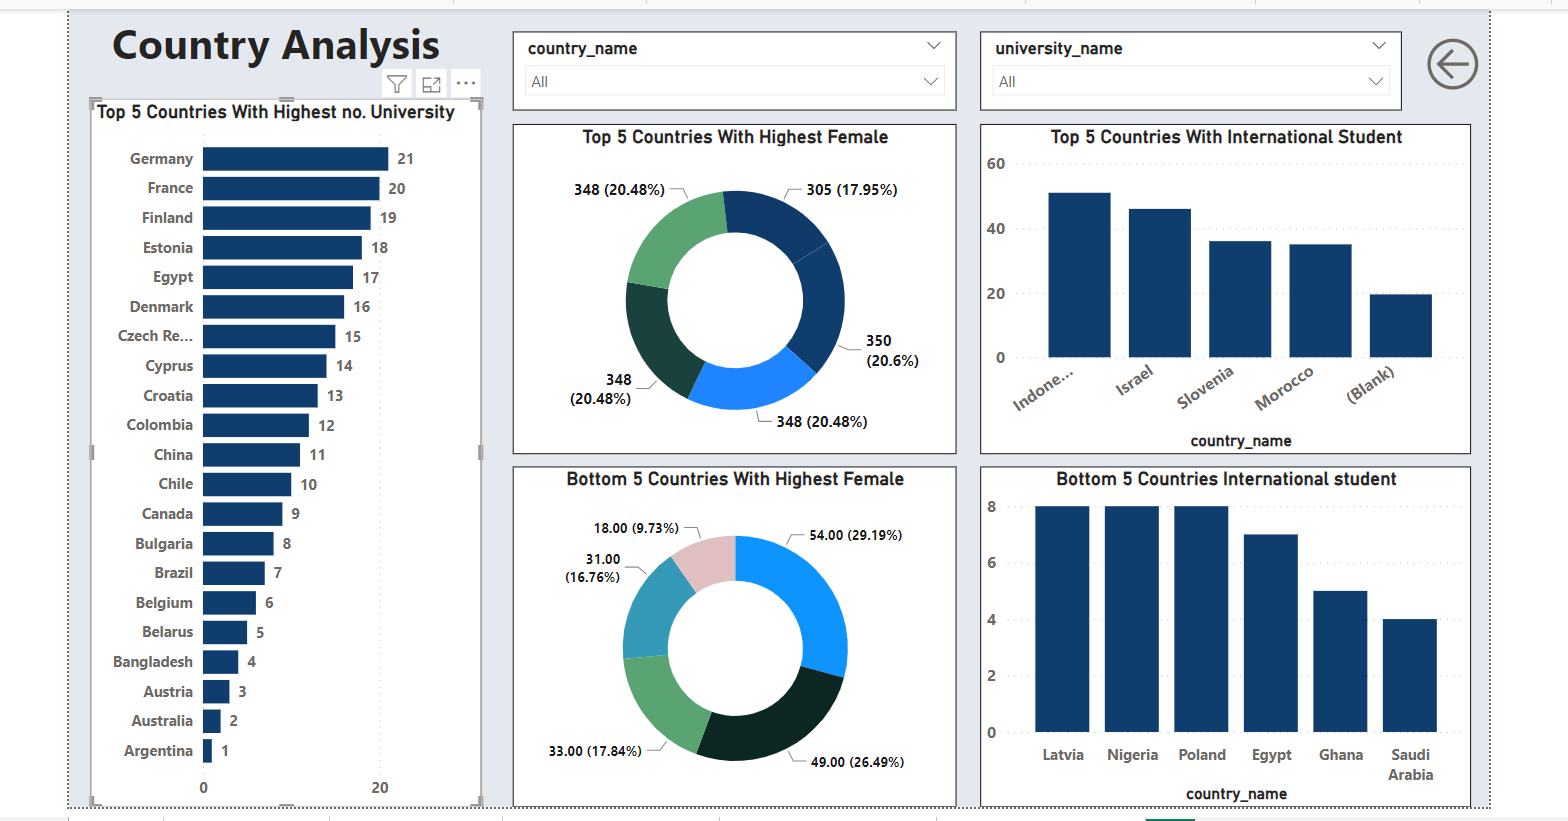 Country Analysis
country_name
All
university_name
All
Top 5 Countries With Highest no. University
Germany 21
France 20
Finland 19
Estonia 18
Egypt 17
Denmark 16
Czech Re... 15
Cyprus 14
Croatia 13
Colombia 12
China 11
Chile 10
Canada 9
Bulgaria 8
Brazil 7
Belgium 6
Belarus 5
Bangladesh 4
Austria 3
Australia 2
Argentina 1
0 20
Top 5 Countries With Highest Female
348 (20.48%)
305 (17.95%)
350
(20.6%)
348
(20.48%)
348 (20.48%)
Top 5 Countries With International Student
60
40
20
0
Indone...
Israel
Slovenia
Morocco
(Blank)
country_name
Bottom 5 Countries With Highest Female
18.00 (9.73%)
54.00 (29.19%)
31.00
(16.76%)
33.00 (17.84%)
49.00 (26.49%)
Bottom 5 Countries International student
8
6
4
2
0
Latvia Nigeria Poland Egypt Ghana Saudi
Arabia
country_name